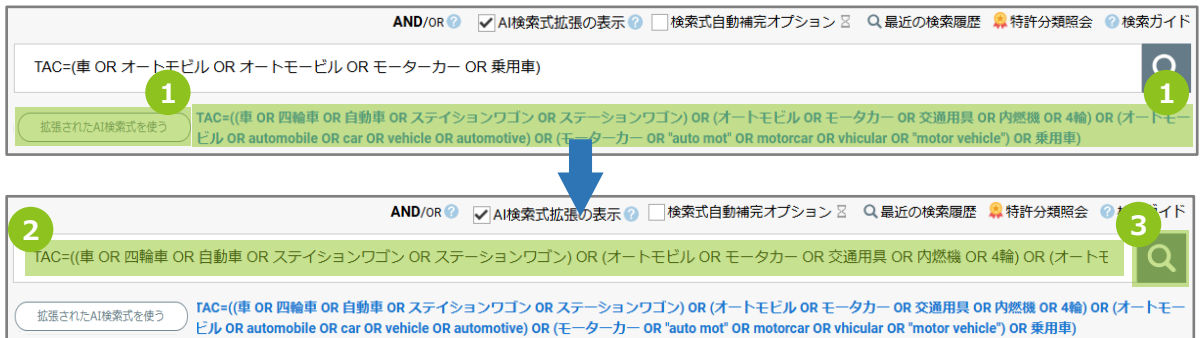 AND/OR ? AI検索式拡張の表示 ? 検索式自動補完オプション 最近の検索履歴 特許分類照会 ? 検索ガイド
TAC=(車 OR オートモビル OR オートモービル OR モーターカー OR 乗用車)
1 1
拡張されたAI検索式を使う TAC=((車 OR 四輪車 OR 自動車 OR ステイションワゴン OR ステーションワゴン) OR (オートモビル OR モータカー OR 交通用具 OR 内燃機 OR 4輪) OR (オートモー
ビル OR automobile OR car OR vehicle OR automotive) OR (モーターカー OR "auto mot" OR motorcar OR vhicular OR "motor vehicle") OR 乗用車)
AND/OR ? AI検索式拡張の表示 ? 検索式自動補完オプション 最近の検索履歴 特許分類照会 ? イド
2 3
TAC=((車 OR 四輪車 OR 自動車 OR ステイションワゴン OR ステーションワゴン) OR (オートモビル OR モータカー OR 交通用具 OR 内燃機 OR 4輪) OR (オートモ
拡張されたAI検索式を使う TAC=((車 OR 四輪車 OR 自動車 OR ステイションワゴン OR ステーションワゴン) OR (オートモビル OR モータカー OR 交通用具 OR 内燃機 OR 4輪) OR (オートモー
ビル OR automobile OR car OR vehicle OR automotive) OR (モーターカー OR "auto mot" OR motorcar OR vhicular OR "motor vehicle") OR 乗用車)